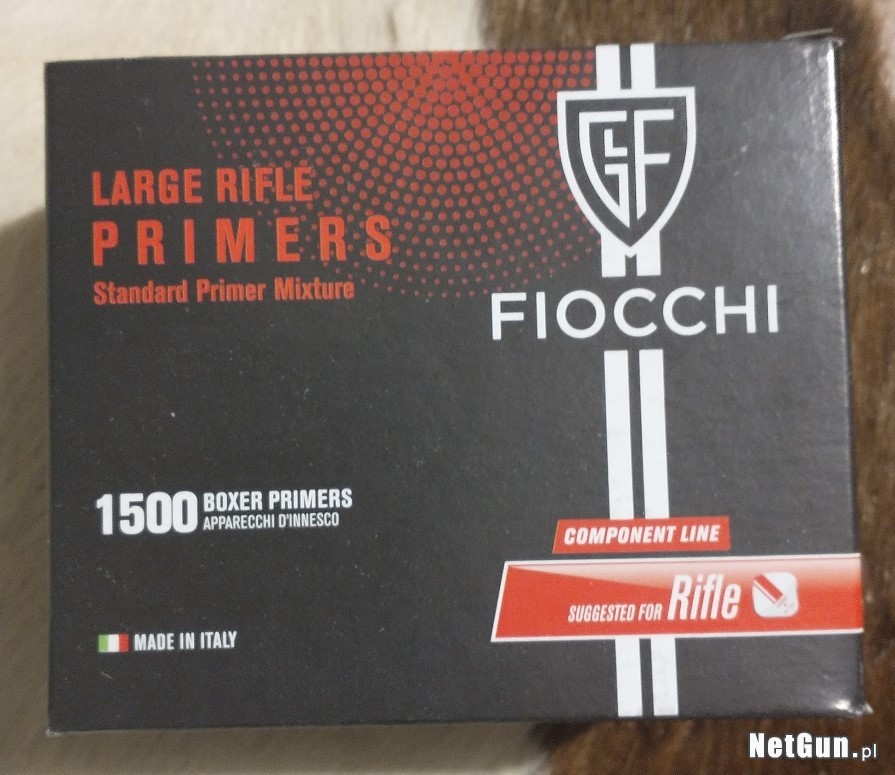 LARGE RIFLE
PRIMERS
Standard Primer Mixture
GFL
FIOCCHI
1500 BOXER PRIMERS
APPARECCHI D'INNESCO
COMPONENT LINE
SUGGESTED FOR Rifle
MADE IN ITALY
NetGun.pl